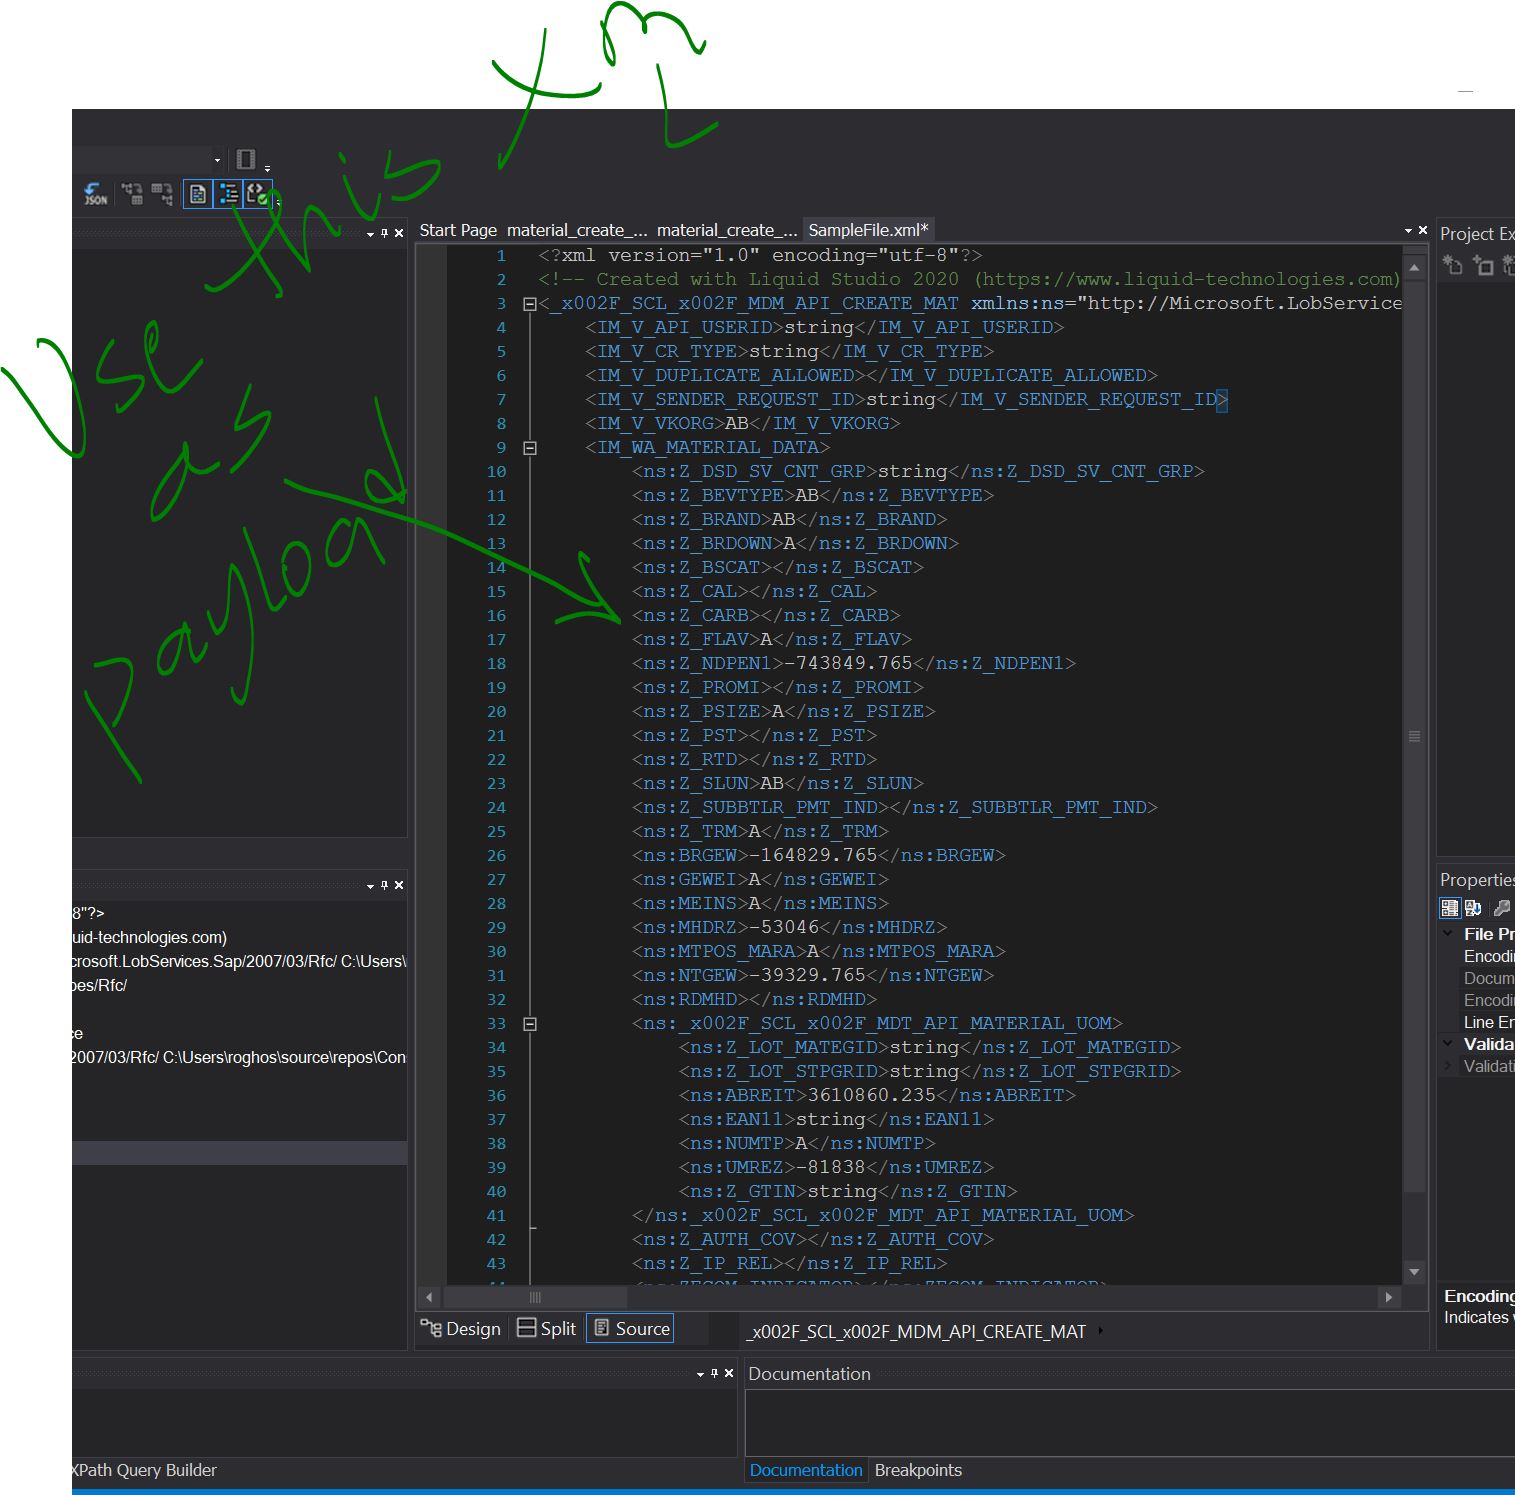 Use this XML as payload
JSON
Start Page material_create_... material_create_... SampleFile.xml*
Project Ex
1 <?xml version="1.0" encoding="utf-8"?>
2 <!-- Created with Liquid Studio 2020 (https://www.liquid-technologies.com)
3 <_x002F_SCL_x002F_MDM_API_CREATE_MAT xmlns:ns="http://Microsoft.LobService
4 <IM_V_API_USERID>string</IM_V_API_USERID>
5 <IM_V_CR_TYPE>string</IM_V_CR_TYPE>
6 <IM_V_DUPLICATE_ALLOWED></IM_V_DUPLICATE_ALLOWED>
7 <IM_V_SENDER_REQUEST_ID>string</IM_V_SENDER_REQUEST_ID>
8 <IM_V_VKORG>AB</IM_V_VKORG>
9 <IM_WA_MATERIAL_DATA>
10 <ns:Z_DSD_SV_CNT_GRP>string</ns:Z_DSD_SV_CNT_GRP>
11 <ns:Z_BEVTYPE>AB</ns:Z_BEVTYPE>
12 <ns:Z_BRAND>AB</ns:Z_BRAND>
13 <ns:Z_BRDOWN>A</ns:Z_BRDOWN>
14 <ns:Z_BSCAT></ns:Z_BSCAT>
15 <ns:Z_CAL></ns:Z_CAL>
16 <ns:Z_CARB></ns:Z_CARB>
17 <ns:Z_FLAV>A</ns:Z_FLAV>
18 <ns:Z_NDPEN1>-743849.765</ns:Z_NDPEN1>
19 <ns:Z_PROMI></ns:Z_PROMI>
20 <ns:Z_PSIZE>A</ns:Z_PSIZE>
21 <ns:Z_PST></ns:Z_PST>
22 <ns:Z_RTD></ns:Z_RTD>
23 <ns:Z_SLUN>AB</ns:Z_SLUN>
24 <ns:Z_SUBBTLR_PMT_IND></ns:Z_SUBBTLR_PMT_IND>
25 <ns:Z_TRM>A</ns:Z_TRM>
26 <ns:BRGEW>-164829.765</ns:BRGEW>
27 <ns:GEWEI>A</ns:GEWEI>
28 <ns:MEINS>A</ns:MEINS>
29 <ns:MHDRZ>-53046</ns:MHDRZ>
30 <ns:MTPOS_MARA>A</ns:MTPOS_MARA>
31 <ns:NTGEW>-39329.765</ns:NTGEW>
32 <ns:RDMHD></ns:RDMHD>
33 <ns:_x002F_SCL_x002F_MDT_API_MATERIAL_UOM>
34 <ns:Z_LOT_MATEGID>string</ns:Z_LOT_MATEGID>
35 <ns:Z_LOT_STPGRID>string</ns:Z_LOT_STPGRID>
36 <ns:ABREIT>3610860.235</ns:ABREIT>
37 <ns:EAN11>string</ns:EAN11>
38 <ns:NUMTP>A</ns:NUMTP>
39 <ns:UMREZ>-81838</ns:UMREZ>
40 <ns:Z_GTIN>string</ns:Z_GTIN>
41 </ns:_x002F_SCL_x002F_MDT_API_MATERIAL_UOM>
42 <ns:Z_AUTH_COV></ns:Z_AUTH_COV>
43 <ns:Z_IP_REL></ns:Z_IP_REL>
8"?>
uid-technologies.com)
crosoft.LobServices.Sap/2007/03/Rfc/ C:\Users\
pes/Rfc/
ce
/2007/03/Rfc/ C:\Users\roghos\source\repos\Con
Properties
File Pr
Encodi
Docum
Encodi
Line En
Valida
Validati
Encoding
Indicates
Design Split Source
_x002F_SCL_x002F_MDM_API_CREATE_MAT
Documentation
XPath Query Builder
Documentation Breakpoints